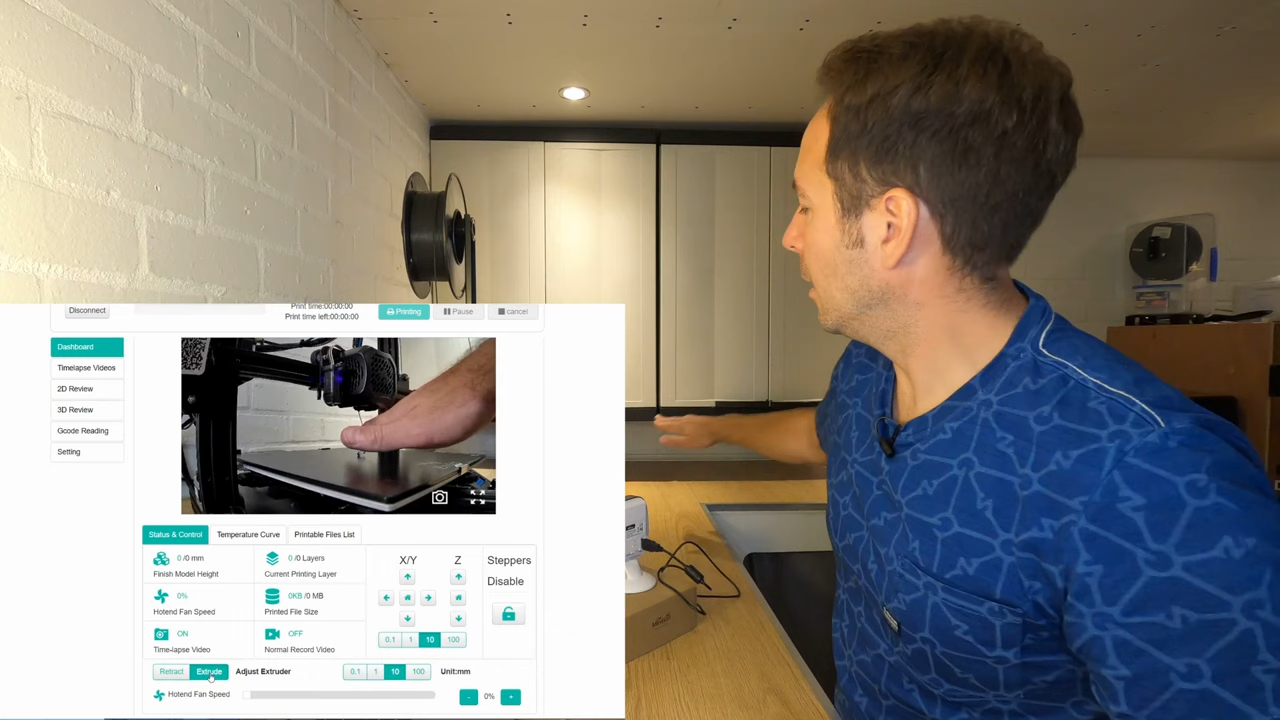 Disconnect
Print time:00:00:00
Print time left:00:00:00
Printing
Pause
cancel
Dashboard
Timelapse Videos
2D Review
3D Review
Gcode Reading
Setting
Status & Control
Temperature Curve
Printable Files List
0 /0 mm
Finish Model Height
0 /0 Layers
Current Printing Layer
0%
Hotend Fan Speed
0KB /0 MB
Printed File Size
ON
Time-lapse Video
OFF
Normal Record Video
X/Y
Z
0.1 1 10 100
Steppers
Disable
Retract Extrude Adjust Extruder 0.1 1 10 100 Unit:mm
Hotend Fan Speed - 0% +